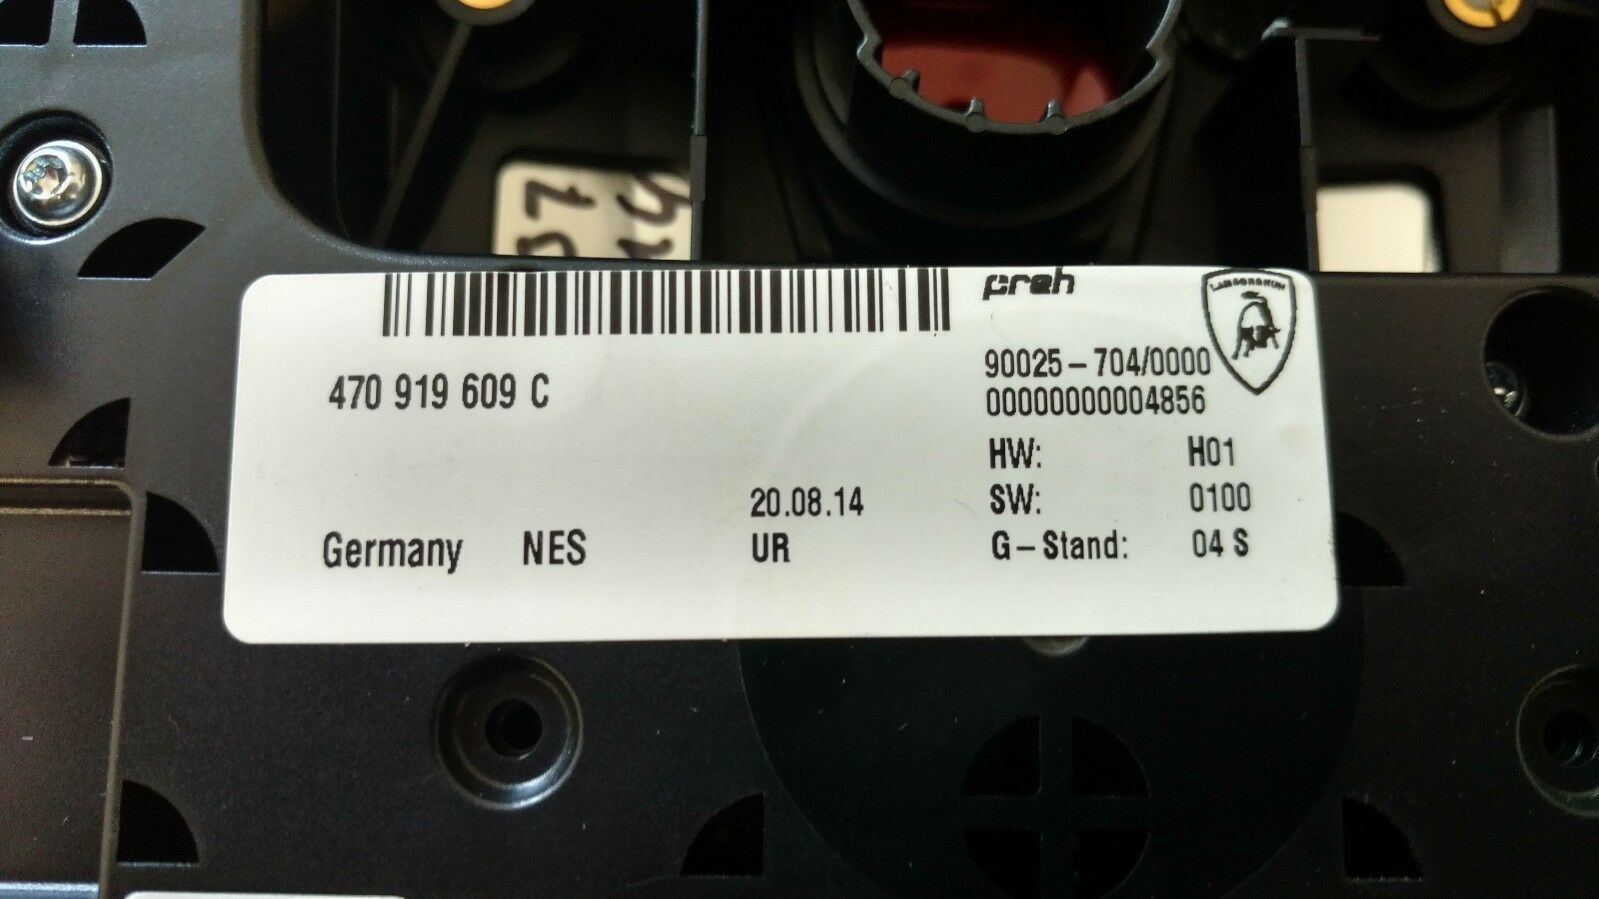 preh
LAMBORGHINI
90025-704/0000
470 919 609 C
00000000004856
HW: H01
SW: 0100
20.08.14
G-Stand: 04 S
Germany NES UR